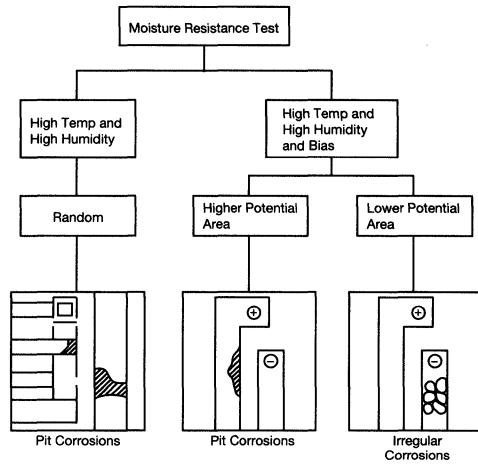 Moisture Resistance Test
High Temp and
High Humidity
High Temp and
High Humidity
and Bias
Random
Higher Potential
Area
Lower Potential
Area
+
+
−
−
Pit Corrosions
Pit Corrosions
Irregular
Corrosions